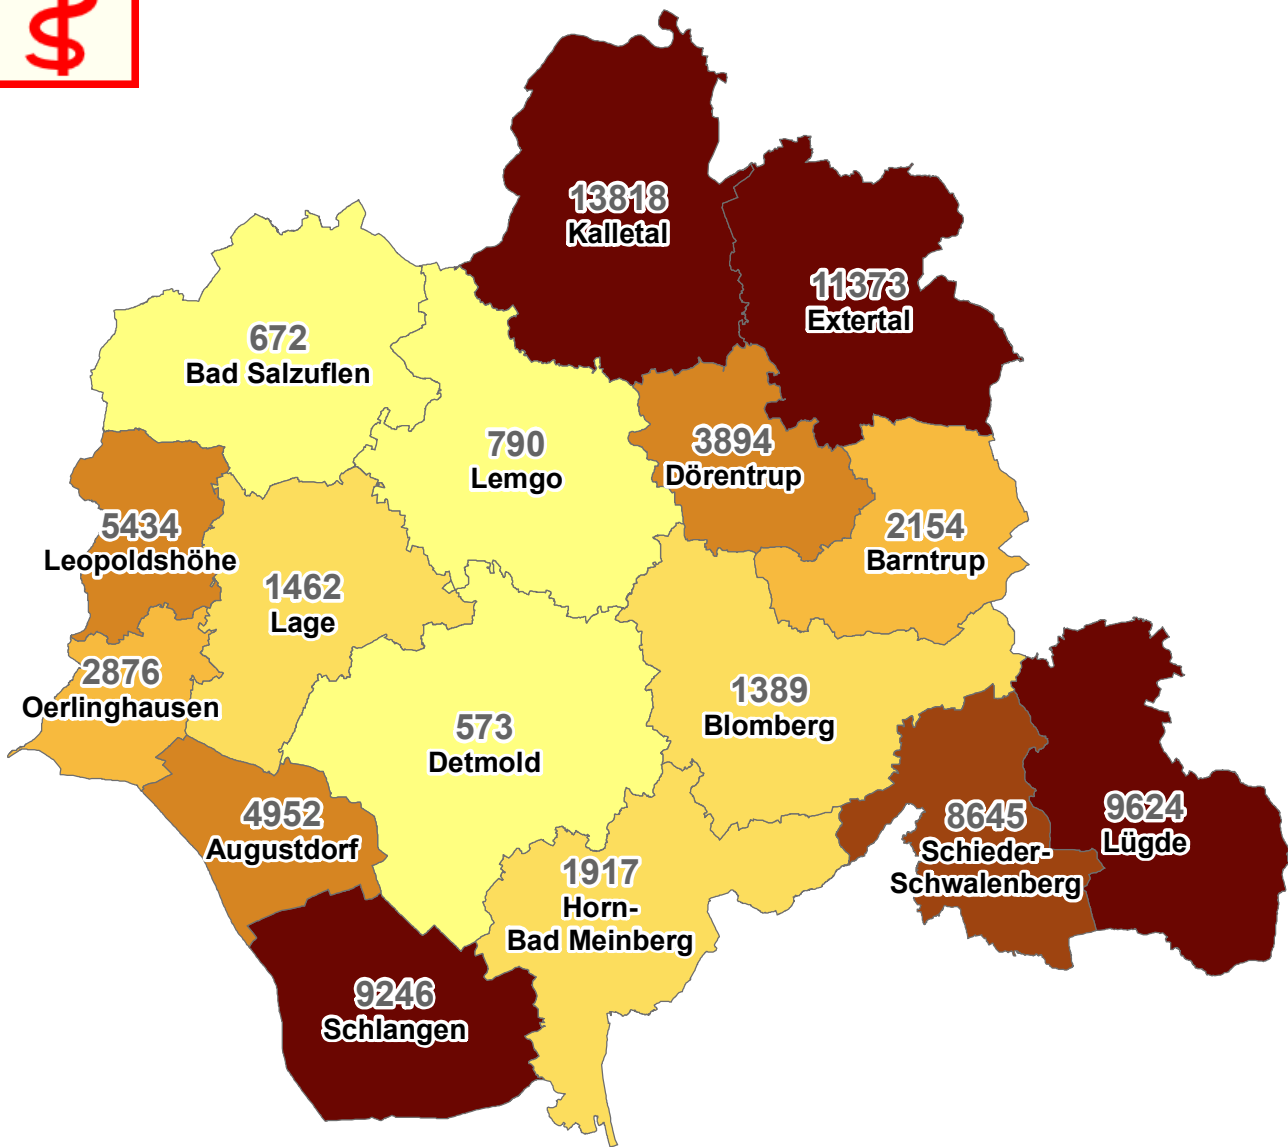 13818
Kalletal
11373
Extertal
672
Bad Salzuflen
790
Lemgo
3894
Dörentrup
5434
Leopoldshöhe
2154
Barntrup
1462
Lage
2876
Oerlinghausen
1389
Blomberg
573
Detmold
4952
Augustdorf
8645
Schieder-
Schwalenberg
9624
Lügde
1917
Horn-
Bad Meinberg
9246
Schlangen